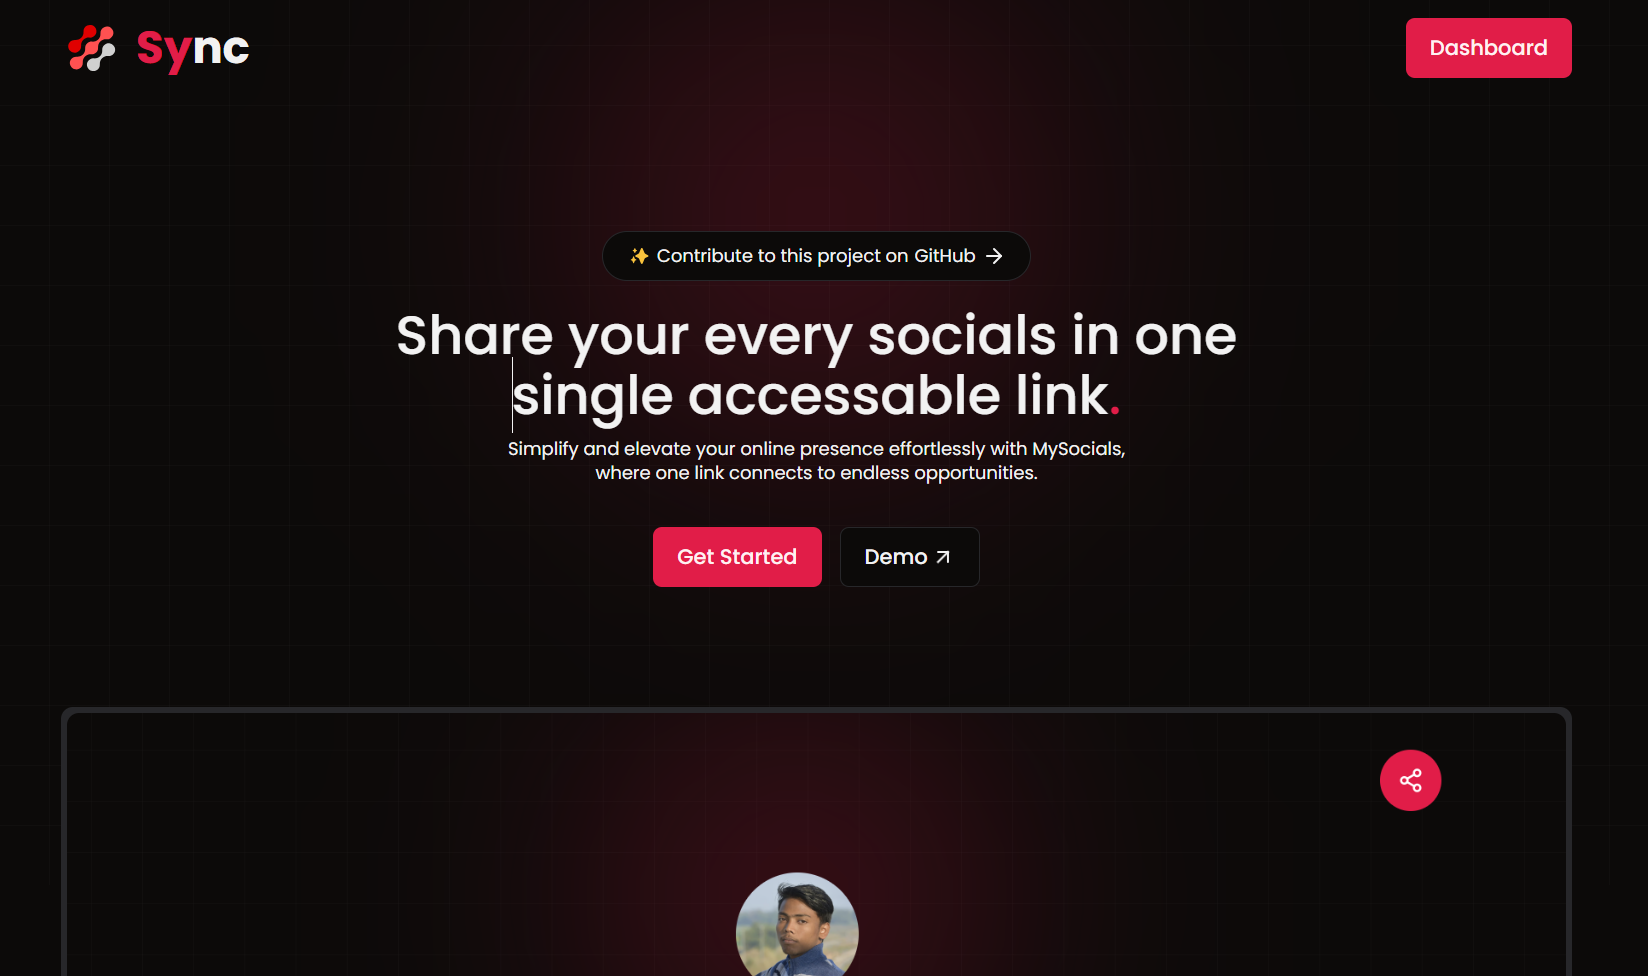 Sync
Dashboard
✨ Contribute to this project on GitHub →
Share your every socials in one
single accessable link.
Simplify and elevate your online presence effortlessly with MySocials,
where one link connects to endless opportunities.
Get Started
Demo ↗